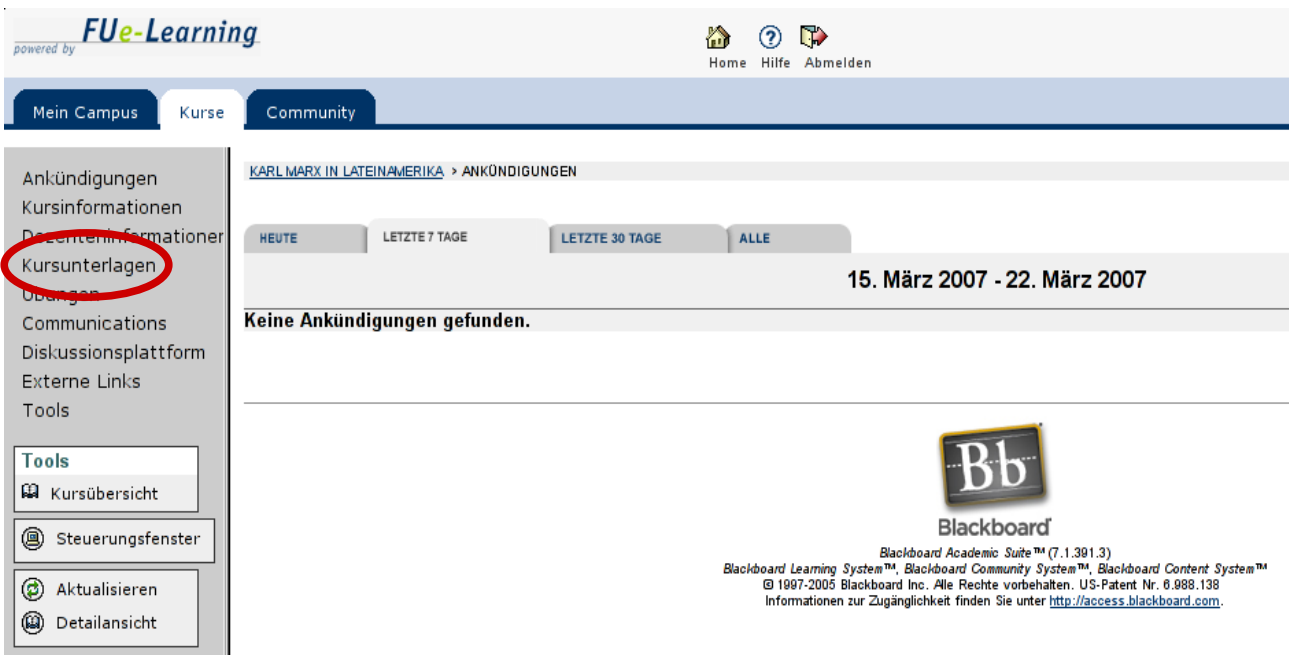 powered by FUe-Learning
Home Hilfe Abmelden
Mein Campus Kurse Community
Ankündigungen
Kursinformationen
Dozenteninformationen
Kursunterlagen
Übungen
Communications
Diskussionsplattform
Externe Links
Tools
Tools
Kursübersicht
Steuerungsfenster
Aktualisieren
Detailansicht
KARL MARX IN LATEINAMERIKA > ANKÜNDIGUNGEN
HEUTE LETZTE 7 TAGE LETZTE 30 TAGE ALLE
15. März 2007 - 22. März 2007
Keine Ankündigungen gefunden.
Bb
Blackboard
Blackboard Academic Suite™ (7.1.391.3)
Blackboard Learning System™, Blackboard Community System™, Blackboard Content System™
© 1997-2005 Blackboard Inc. Alle Rechte vorbehalten. US-Patent Nr. 6.988.138
Informationen zur Zugänglichkeit finden Sie unter http://access.blackboard.com.